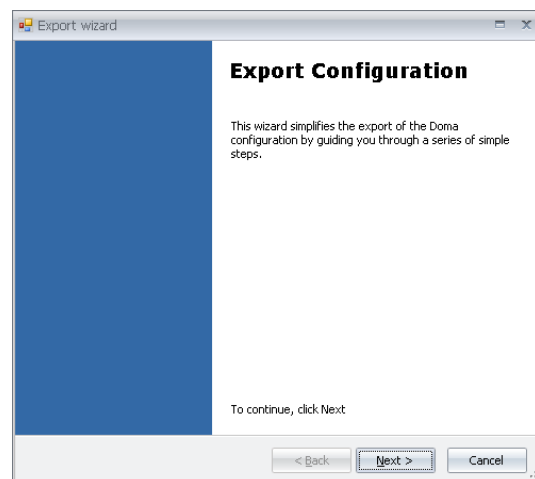 Export wizard
Export Configuration
This wizard simplifies the export of the Doma
configuration by guiding you through a series of simple
steps.
To continue, click Next
< Back Next > Cancel